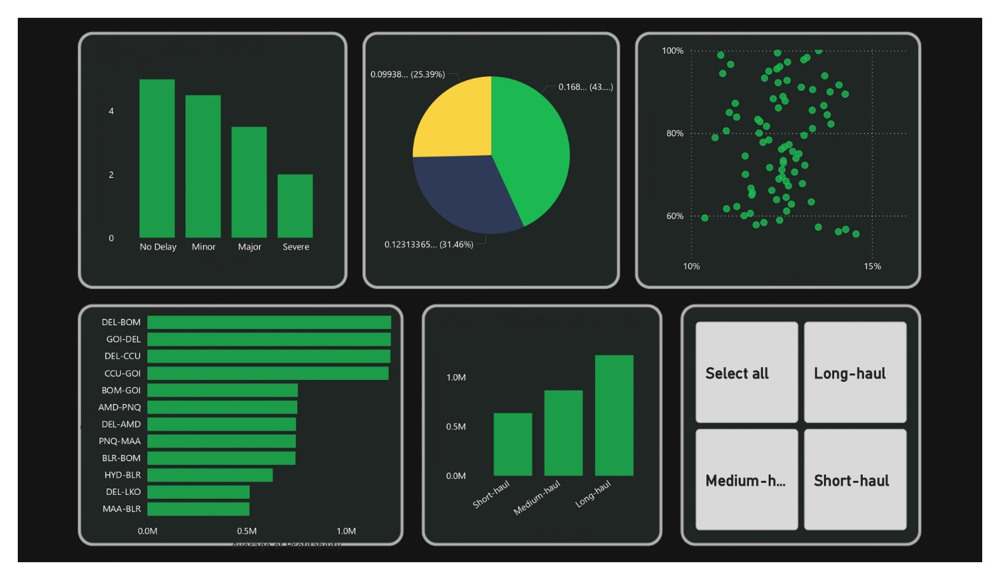 4
2
0
No Delay Minor Major Severe
0.09938... (25.39%)
0.168... (43....)
0.12313365... (31.46%)
100%
80%
60%
10% 15%
DEL-BOM
GOI-DEL
DEL-CCU
CCU-GOI
BOM-GOI
AMD-PNQ
DEL-AMD
PNQ-MAA
BLR-BOM
HYD-BLR
DEL-LKO
MAA-BLR
0.0M 0.5M 1.0M
Average of Profitability
1.0M
0.5M
0.0M
Short-haul Medium-haul Long-haul
Select all Long-haul
Medium-h... Short-haul